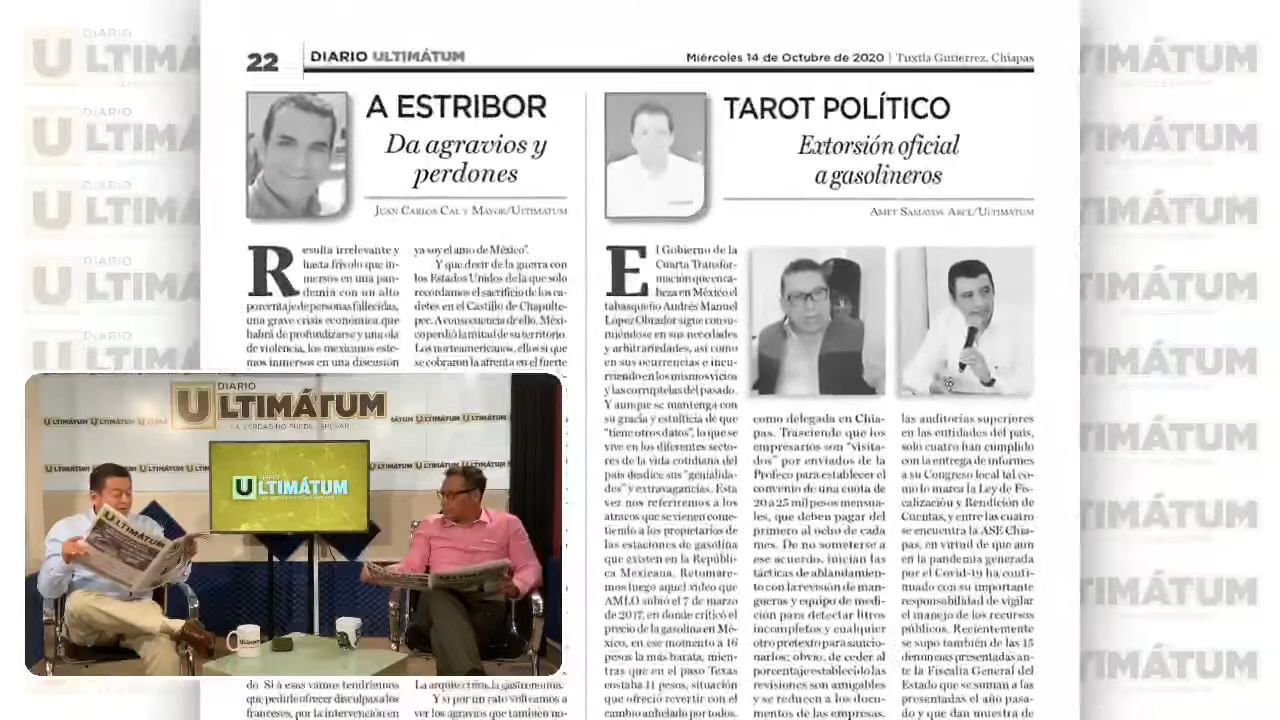 22
DIARIO ULTIMÁTUM
Miércoles 14 de Octubre de 2020 | Tuxtla Gutiérrez, Chiapas
A ESTRIBOR
Da agravios y
perdones
JUAN CARLOS CAL Y MAYOR/ULTIMATUM
Resulta irrelevante y
hasta frívolo que in-
mersos en una pan-
demia con un alto
porcentaje de personas fallecidas,
una grave crisis económica que
habrá de profundizarse y una ola
de violencia, los mexicanos este-
mos inmersos en una discusión
do. Si a esas vamos tendríamos
que pedirle ofrecer disculpas a los
franceses, por la intervención en
ya soy el amo de México".
Y que decir de la guerra con
los Estados Unidos de la que solo
recordamos el sacrificio de los ca-
detes en el Castillo de Chapulte-
pec. A consecuencia de ello, Méxi-
co perdió la mitad de su territorio.
Los norteamericanos, ellos si que
se cobraron la afrenta en el fuerte
La arquitectura, la gastronomía.
Y si por un rato volteamos a
ver los agravios que también no-
TAROT POLÍTICO
Extorsión oficial
a gasolineros
AMET SAMAYOA ARCE/ULTIMATUM
El Gobierno de la
Cuarta Transfor-
mación que enca-
beza en México el
tabasqueño Andrés Manuel
López Obrador sigue consu-
miéndose en sus necedades
y arbitrariedades, así como
en sus ocurrencias e incu-
rriendo en los mismos vicios
y las corruptelas del pasado.
Y aunque se mantenga con
su gracia y estulticia de que
"tiene otros datos", lo que se
vive en los diferentes secto-
res de la vida cotidiana del
país desdice sus "genialida-
des" y extravagancias. Esta
vez nos referiremos a los
atracos que se vienen come-
tiendo a los propietarios de
las estaciones de gasolina
que existen en la Repúbli-
ca Mexicana. Retomare-
mos luego aquel video que
AMLO subió el 7 de marzo
de 2017, en donde criticó el
precio de la gasolina en Mé-
xico, en ese momento a 16
pesos la más barata, mien-
tras que en el paso Texas
costaba 11 pesos, situación
que ofreció revertir con el
cambio anhelado por todos.
como delegada en Chia-
pas. Trasciende que los
empresarios son "visita-
dos" por enviados de la
Profeco para establecer el
convenio de una cuota de
20 a 25 mil pesos mensua-
les, que deben pagar del
primero al ocho de cada
mes. De no someterse a
ese acuerdo, inician las
tácticas de ablandamien-
to con la revisión de man-
gueras y equipo de medi-
ción para detectar litros
incompletos y cualquier
otro pretexto para sancio-
narlos; obvio, de ceder al
porcentaje establecido las
revisiones son amigables
y se reducen a los docu-
mentos de las empresas.
las auditorías superiores
en las entidades del país,
solo cuatro han cumplido
con la entrega de informes
a su Congreso local tal co-
mo lo marca la Ley de Fis-
calización y Rendición de
Cuentas, y entre las cuatro
se encuentra la ASE Chia-
pas, en virtud de que aun
en la pandemia generada
por el Covid-19 ha conti-
nuado con su importante
responsabilidad de vigilar
el manejo de los recursos
públicos. Recientemente
se supo también de las 15
denuncias presentadas an-
te la Fiscalía General del
Estado que se suman a las
presentadas el año pasa-
do y que dan muestra de
DIARIO
ULTIMÁTUM
LA VERDAD NO PUEDE ESPERAR
DIARIO
ULTIMÁTUM
ULTIMÁTUM